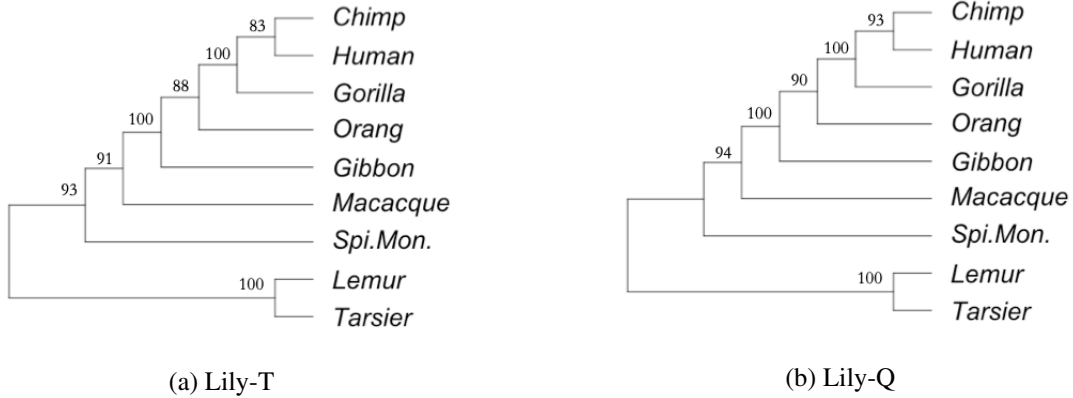 83
Chimp
Human
100
Gorilla
88
Orang
100
Gibbon
91
Macacque
93
Spi.Mon.
100
Lemur
Tarsier
(a) Lily-T
93
Chimp
Human
100
Gorilla
90
Orang
100
Gibbon
94
Macacque
Spi.Mon.
100
Lemur
Tarsier
(b) Lily-Q